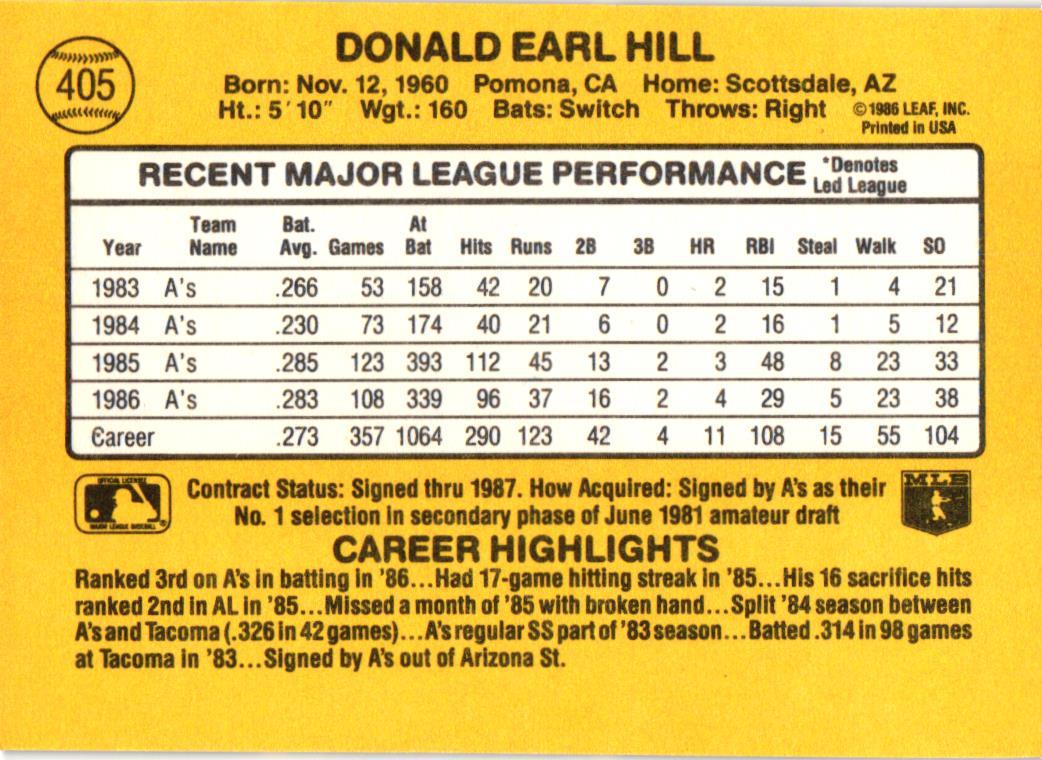 405
DONALD EARL HILL
Born: Nov. 12, 1960 Pomona, CA Home: Scottsdale, AZ
Ht.: 5' 10" Wgt.: 160 Bats: Switch Throws: Right ©1986 LEAF, INC.
Printed in USA
RECENT MAJOR LEAGUE PERFORMANCE *Denotes
Led League
Year Team Name Bat. Avg. Games At Bat Hits Runs 2B 3B HR RBI Steal Walk SO
1983 A's .266 53 158 42 20 7 0 2 15 1 4 21
1984 A's .230 73 174 40 21 6 0 2 16 1 5 12
1985 A's .285 123 393 112 45 13 2 3 48 8 23 33
1986 A's .283 108 339 96 37 16 2 4 29 5 23 38
Career .273 357 1064 290 123 42 4 11 108 15 55 104
OFFICIAL LICENSEE
MAJOR LEAGUE BASEBALL
Contract Status: Signed thru 1987. How Acquired: Signed by A's as their
No. 1 selection in secondary phase of June 1981 amateur draft
MLB
CAREER HIGHLIGHTS
Ranked 3rd on A's in batting in '86...Had 17-game hitting streak in '85...His 16 sacrifice hits
ranked 2nd in AL in '85...Missed a month of '85 with broken hand...Split '84 season between
A's and Tacoma (.326 in 42 games)...A's regular SS part of '83 season...Batted .314 in 98 games
at Tacoma in '83...Signed by A's out of Arizona St.